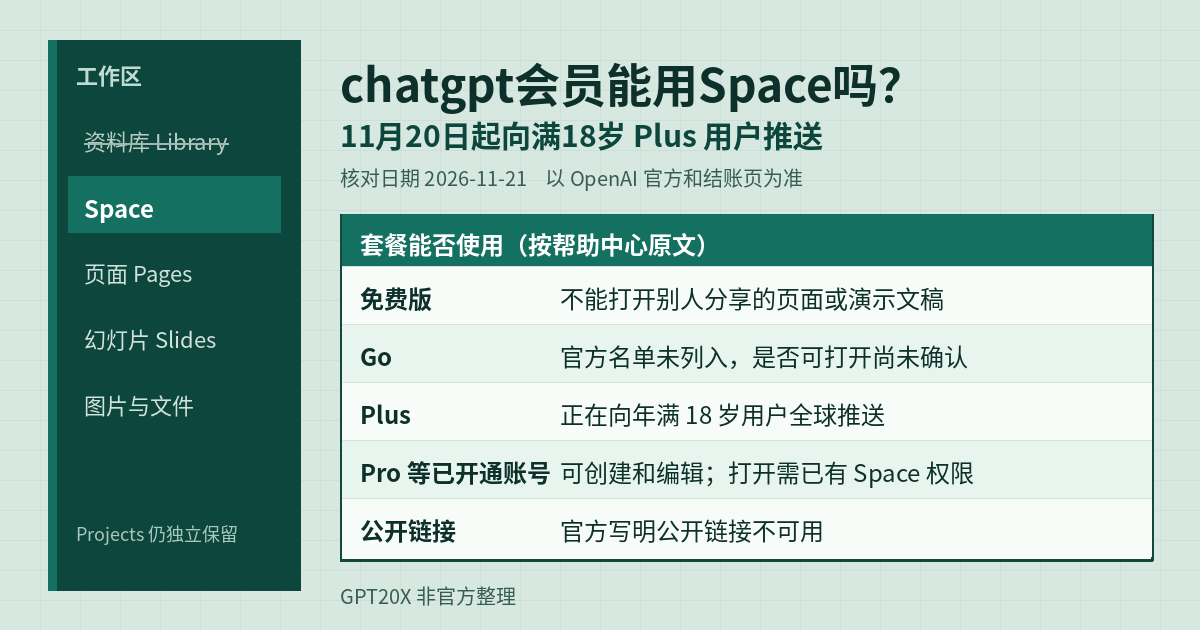 工作区
资料库 Library
Space
页面 Pages
幻灯片 Slides
图片与文件
Projects 仍独立保留
chatgpt会员能用Space吗?
11月20日起向满18岁 Plus 用户推送
核对日期 2026-11-21 以 OpenAI 官方和结账页为准
套餐能否使用（按帮助中心原文）
免费版 不能打开别人分享的页面或演示文稿
Go 官方名单未列入，是否可打开尚未确认
Plus 正在向年满 18 岁用户全球推送
Pro 等已开通账号 可创建和编辑；打开需已有 Space 权限
公开链接 官方写明公开链接不可用
GPT20X 非官方整理